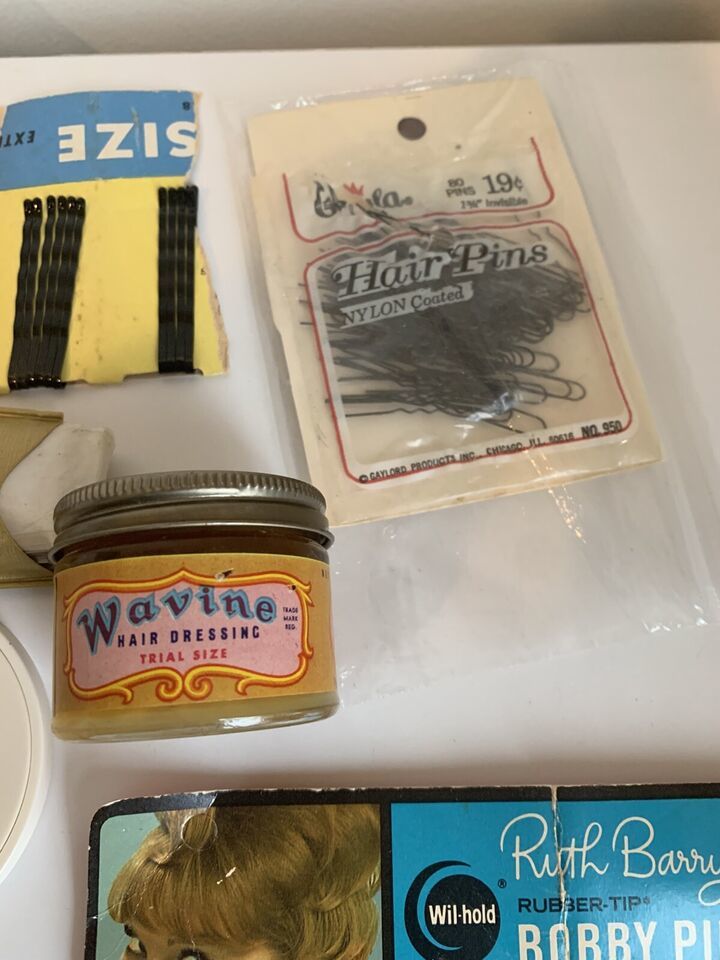 SIZE
80
PINS 19¢
Hair Pins
NYLON Coated
© GAYLORD PRODUCTS INC., CHICAGO, ILL. 60616 NO. 950
Wavine
TRADE
MARK
REG.
HAIR DRESSING
TRIAL SIZE
Ruth Barry
Wil-hold ®
RUBBER-TIP
BOBBY